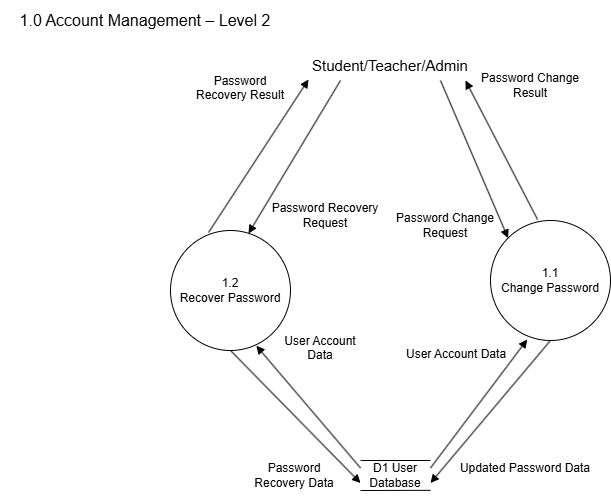 1.0 Account Management – Level 2
Student/Teacher/Admin
Password
Recovery Result
Password Change
Result
Password Recovery
Request
Password Change
Request
1.2
Recover Password
1.1
Change Password
User Account
Data
User Account Data
Password
Recovery Data
D1 User
Database
Updated Password Data